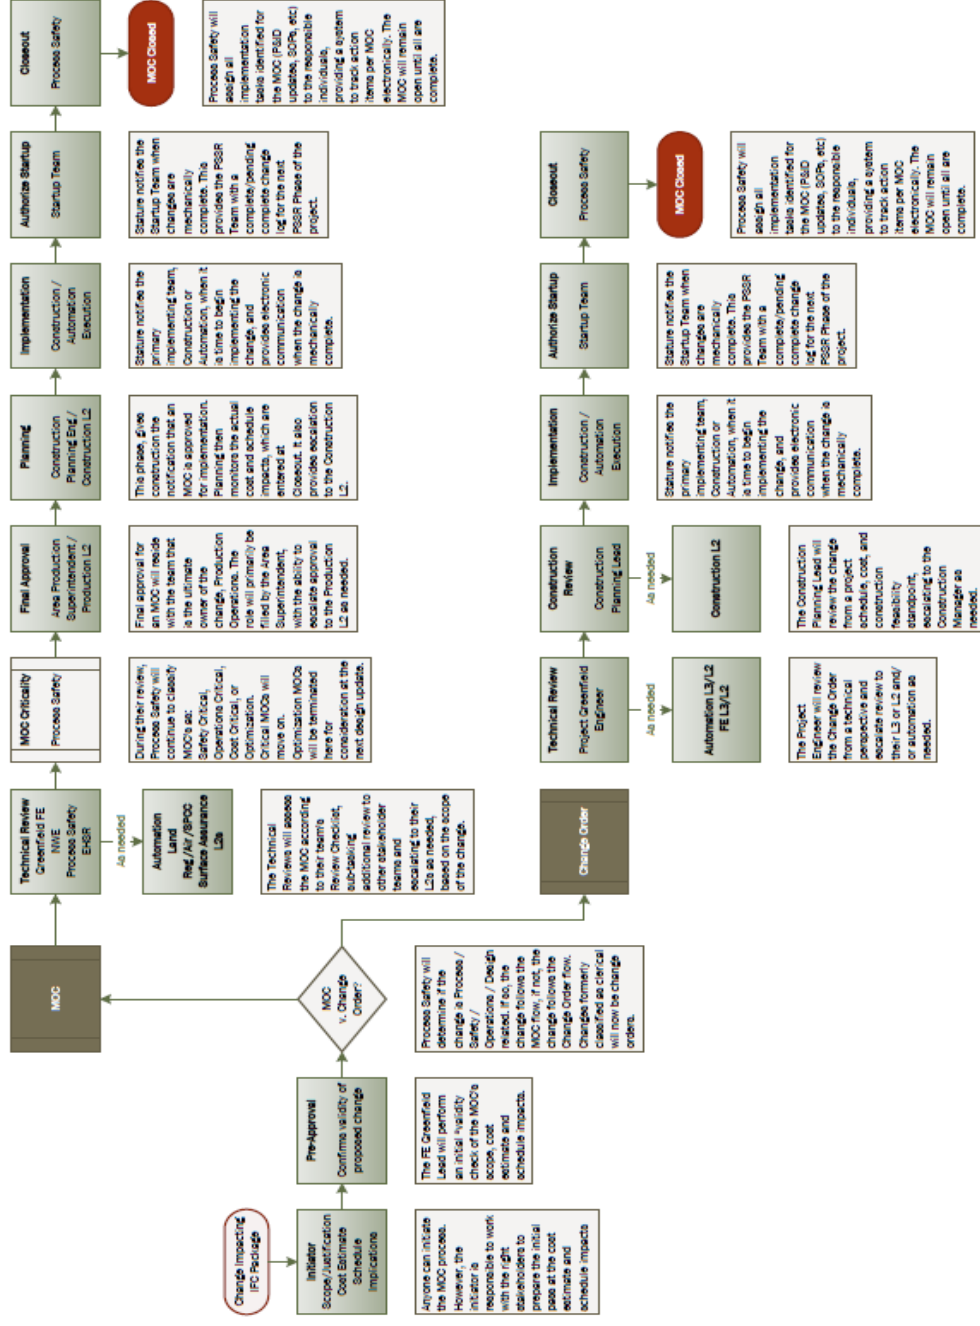 Change Impacting
IFC Package
Initiator
Scope/Justification
Cost Estimate
Schedule
Implications
Anyone can initiate
the MOC process.
However, the
initiator is
responsible to work
with the right
stakeholders to
prepare the initial
pass at the cost
estimate and
schedule impacts
Pre-Approval
Confirms validity of
proposed change
The FE Greenfield
Lead will perform
an initial "validity
check of the MOC's
scope, cost
estimate and
schedule impacts.
MOC
v. Change
Order?
Process Safety will
determine if the
change is Process /
Safety /
Operations / Design
related. If so, the
change follows the
MOC flow, if not, the
change follows the
Change Order flow.
Changes formerly
classified as clerical
will now be change
orders.
MOC
Technical Review
Greenfield FE
NWE
Process Safety
EHSR
As needed
Automation
Land
Reg /Air /SPCC
Surface Assurance
L2s
The Technical
Reviews will assess
the MOC according
to their team's
Review Checklist,
sub-tasking
additional review to
other stakeholder
teams and
escalating to their
L2s as needed,
based on the scope
of the change.
MOC Criticality
Process Safety
During their review,
Process Safety will
continue to classify
MOC's as:
Safety Critical,
Operations Critical,
Cost Critical, or
Optimization.
Critical MOCs will
move on.
Optimization MOCs
will be terminated
here for
consideration at the
next design update.
Final Approval
Area Production
Superintendent /
Production L2
Final approval for
an MOC will reside
with the team that
is the ultimate
owner of the
change, Production
Operations. The
role will primarily be
filled by the Area
Superintendent,
with the ability to
escalate approval
to the Production
L2 as needed.
Planning
Construction
Planning Eng/
Construction L2
This phase, gives
construction the
notification that an
MOC is approved
for implementation.
Planning then
monitors the actual
cost and schedule
impacts, which are
entered at
Closeout. It also
provides escalation
to the Construction
L2.
Implementation
Construction /
Automation
Execution
Stature notifies the
primary
implementing team,
Construction or
Automation, when it
is time to begin
implementing the
change, and
provides electronic
communication
when the change is
mechanically
complete.
Authorize Startup
Startup Team
Stature notifies the
Startup Team when
changes are
mechanically
complete. This
provides the PSSR
Team with a
complete/pending
complete change
log for the next
PSSR Phase of the
project.
Closeout
Process Safety
MOC Closed
Process Safety will
assign all
implementation
tasks identified for
the MOC (P&ID
updates, SOPs, etc)
to the responsible
individuals,
providing a system
to track action
items per MOC
electronically. The
MOC will remain
open until all are
complete.
Change Order
Technical Review
Project Greenfield
Engineer
As needed
Automation L3/L2
FE L3/L2
The Project
Engineer will review
the Change Order
from a technical
perspective and
escalate review to
their L3 or L2 and/
or automation as
needed.
Construction
Review
Construction
Planning Lead
As needed
Construction L2
The Construction
Planning Lead will
review the change
from a project
schedule, cost, and
construction
feasibility
standpoint,
escalating to the
Construction
Manager as
needed.
Implementation
Construction /
Automation
Execution
Stature notifies the
primary
implementing team,
Construction or
Automation, when it
is time to begin
implementing the
change, and
provides electronic
communication
when the change is
mechanically
complete.
Authorize Startup
Startup Team
Stature notifies the
Startup Team when
changes are
mechanically
complete. This
provides the PSSR
Team with a
complete/pending
complete change
log for the next
PSSR Phase of the
project.
Closeout
Process Safety
MOC Closed
Process Safety will
assign all
implementation
tasks identified for
the MOC (P&ID
updates, SOPs, etc)
to the responsible
individuals,
providing a system
to track action
items per MOC
electronically. The
MOC will remain
open until all are
complete.